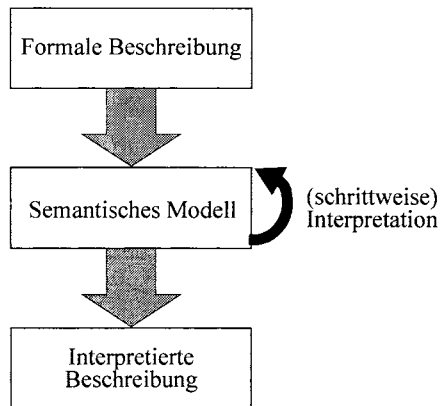 Formale Beschreibung
Semantisches Modell
(schrittweise)
Interpretation
Interpretierte
Beschreibung